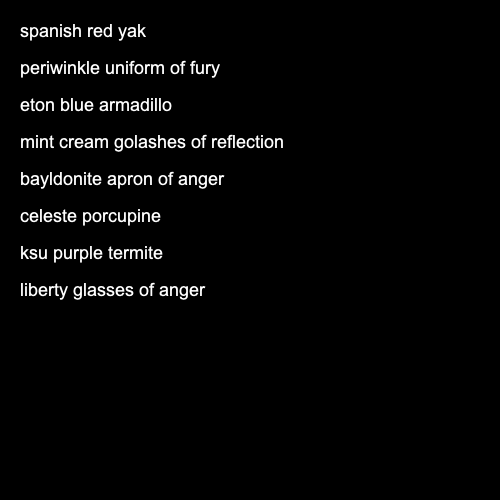 spanish red yak
periwinkle uniform of fury
eton blue armadillo
mint cream golashes of reflection
bayldonite apron of anger
celeste porcupine
ksu purple termite
liberty glasses of anger